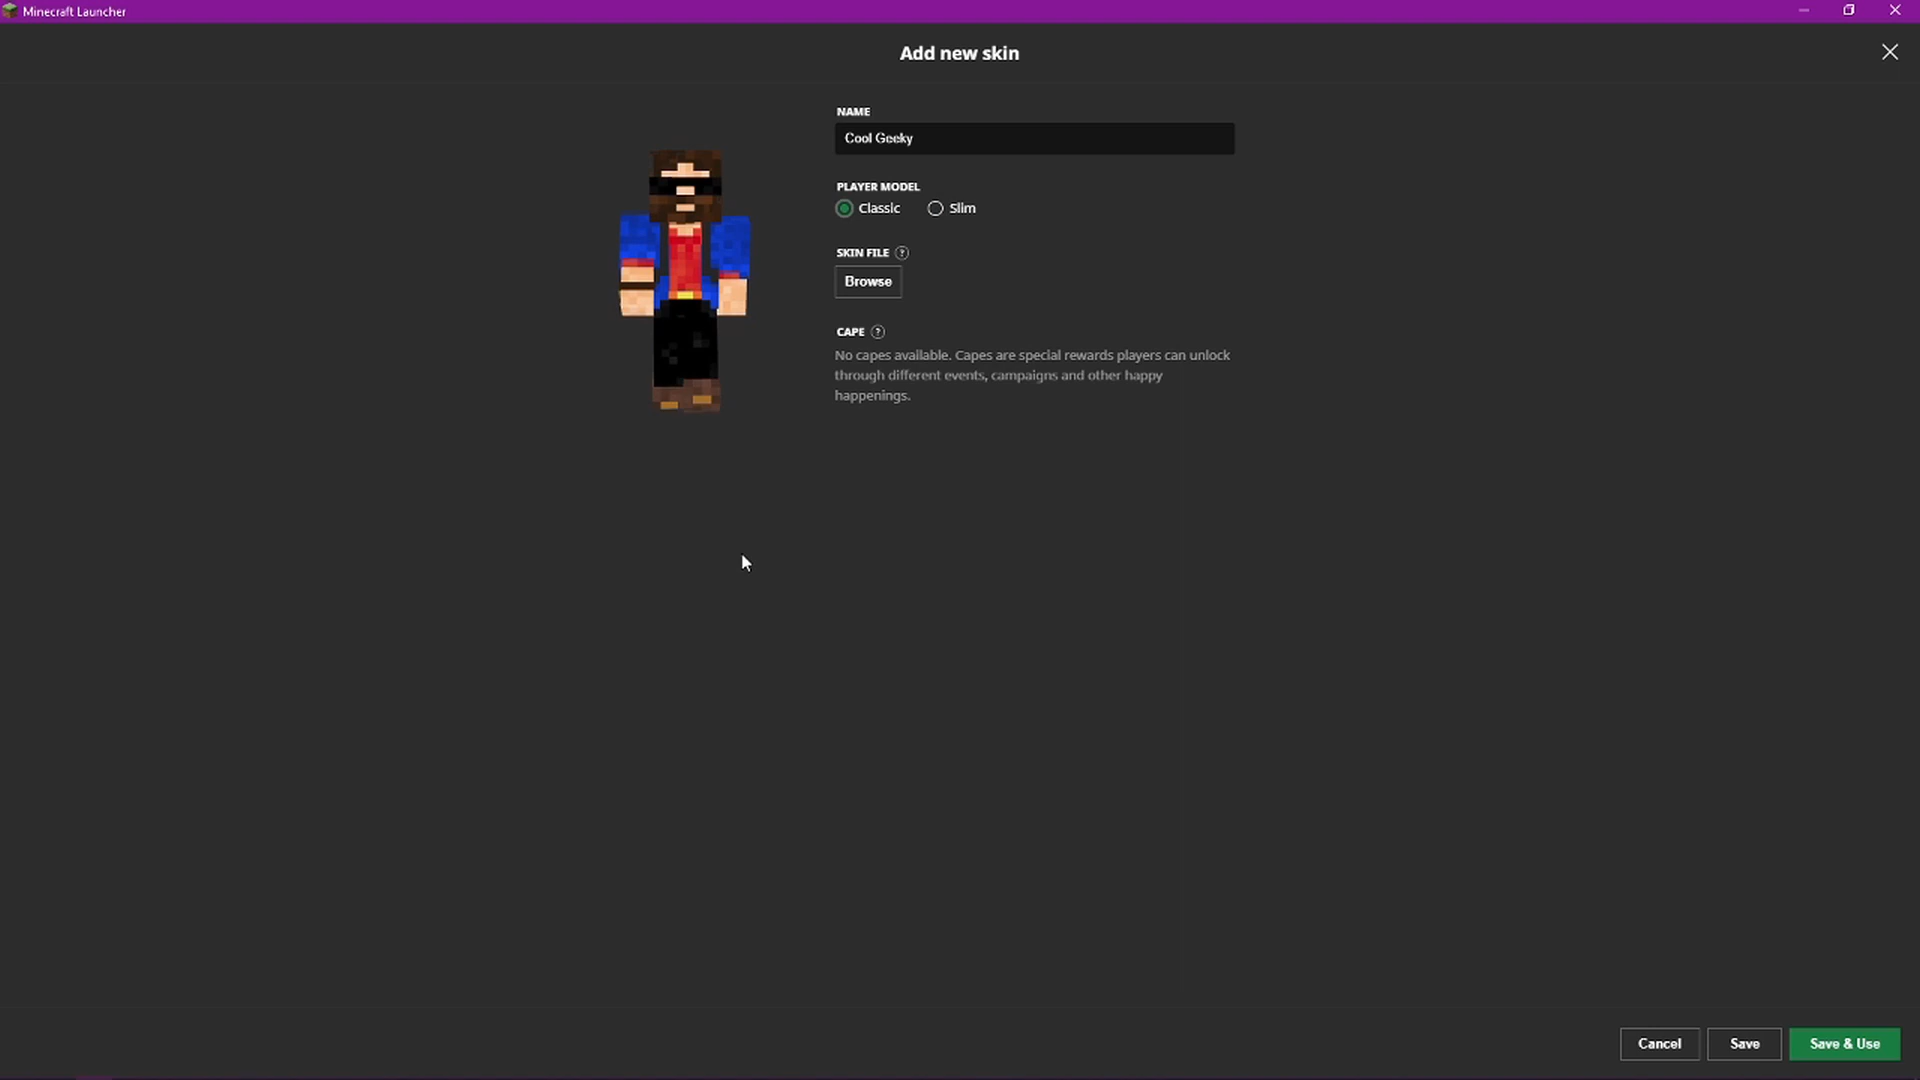 Minecraft Launcher
Add new skin
NAME
Cool Geeky
PLAYER MODEL
Classic
Slim
SKIN FILE ?
Browse
CAPE ?
No capes available. Capes are special rewards players can unlock
through different events, campaigns and other happy
happenings.
Cancel
Save
Save & Use